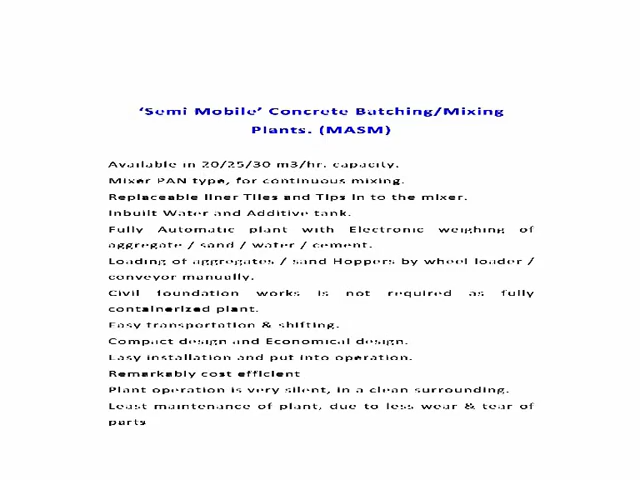 ‘Semi Mobile’ Concrete Batching/Mixing
Plants. (MASM)
Available in 20/25/30 m3/hr. capacity.
Mixer PAN type, for continuous mixing.
Replaceable liner Tiles and Tips in to the mixer.
Inbuilt Water and Additive tank.
Fully Automatic plant with Electronic weighing of
aggregate / sand / water / cement.
Loading of aggregates / sand Hoppers by wheel loader /
conveyor manually.
Civil foundation works is not required as fully
containerized plant.
Easy transportation & shifting.
Compact design and Economical design.
Easy installation and put into operation.
Remarkably cost efficient
Plant operation is very silent, in a clean surrounding.
Least maintenance of plant, due to less wear & tear of
parts